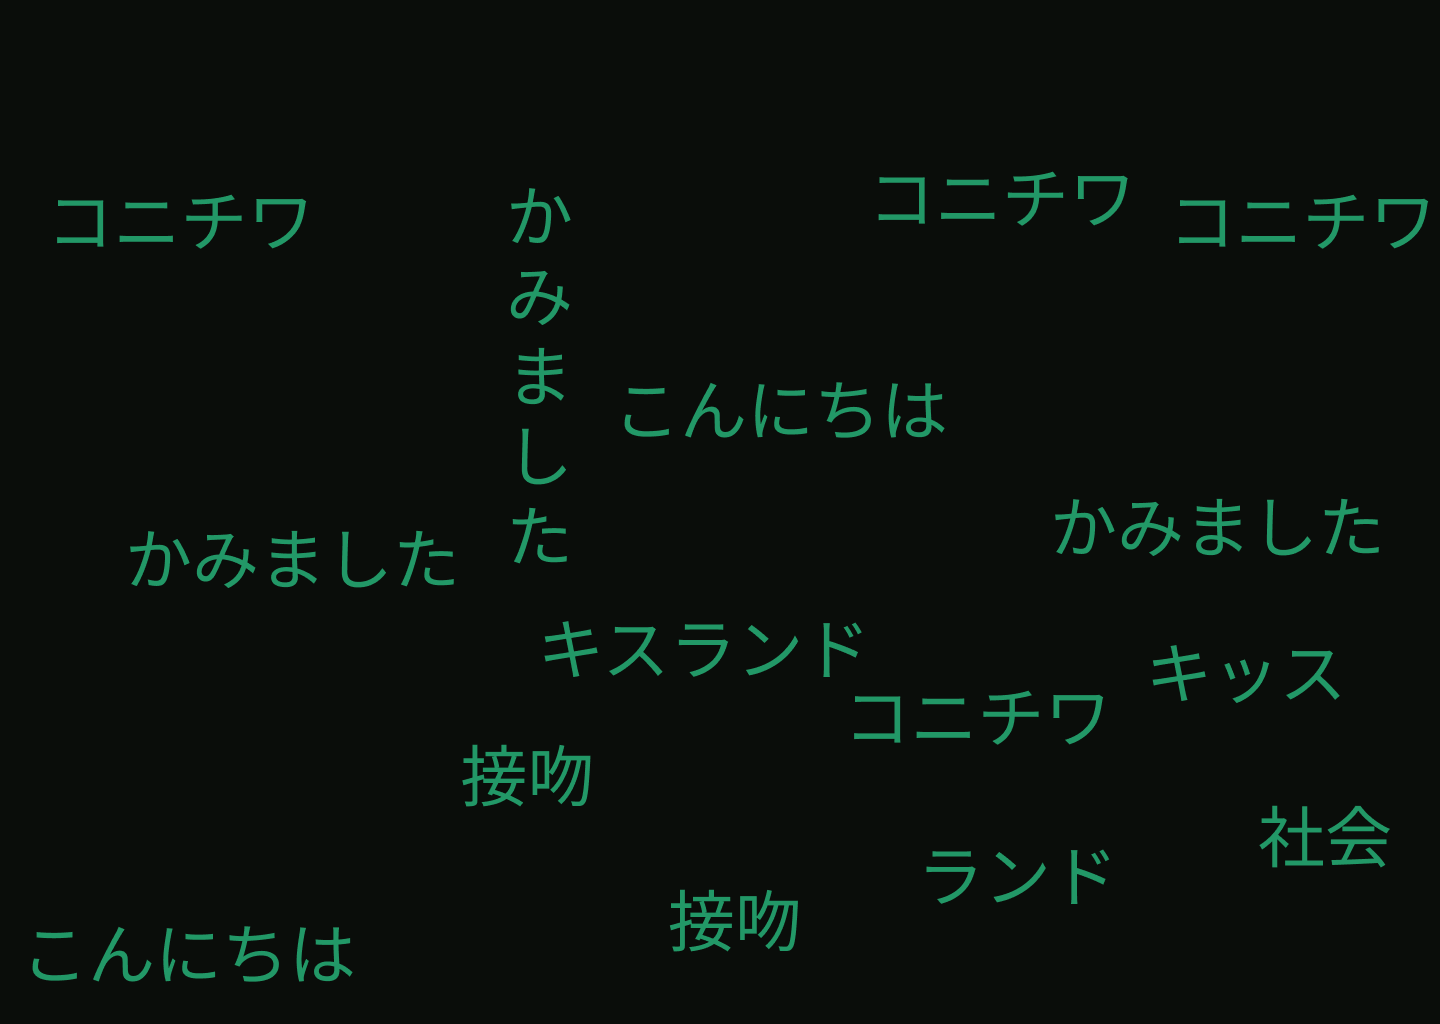 コニチワ
かみました
コニチワ
コニチワ
こんにちは
かみました
かみました
キスランド
キッス
コニチワ
接吻
社会
ランド
接吻
こんにちは